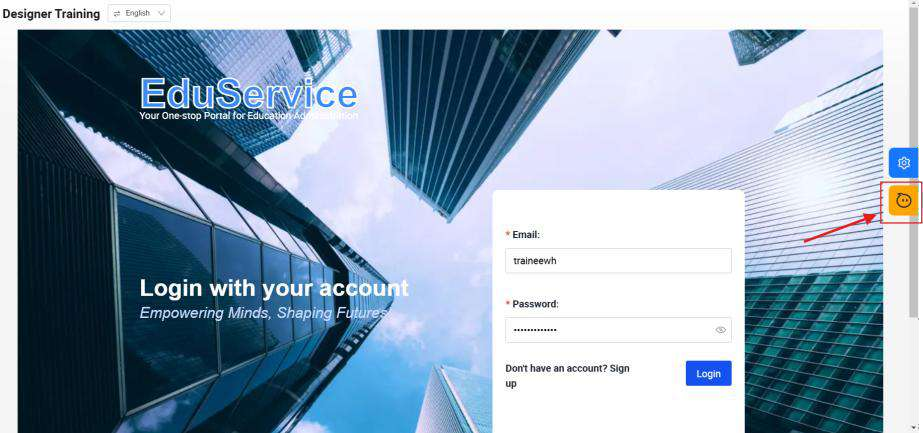 Designer Training
English
EduService
Your One-stop Portal for Education Administration
* Email:
traineewh
Login with your account
Empowering Minds, Shaping Futures
* Password:
Don't have an account? Sign
up
Login